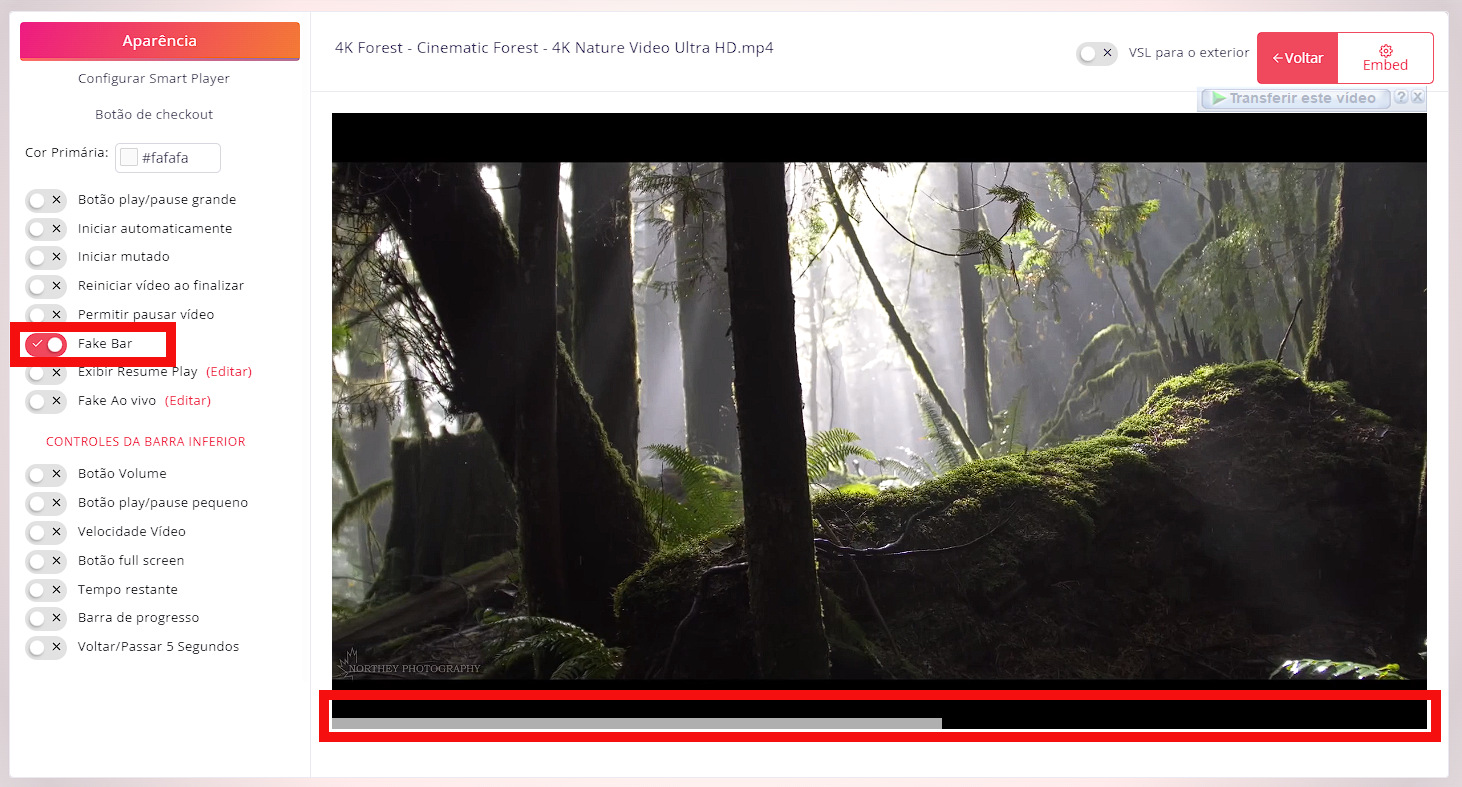 Aparência
Configurar Smart Player
Botão de checkout
Cor Primária: #fafafa
Botão play/pause grande
Iniciar automaticamente
Iniciar mutado
Reiniciar vídeo ao finalizar
Permitir pausar vídeo
Fake Bar
Exibir Resume Play (Editar)
Fake Ao vivo (Editar)
CONTROLES DA BARRA INFERIOR
Botão Volume
Botão play/pause pequeno
Velocidade Vídeo
Botão full screen
Tempo restante
Barra de progresso
Voltar/Passar 5 Segundos
4K Forest - Cinematic Forest - 4K Nature Video Ultra HD.mp4
VSL para o exterior
Voltar
Embed
Transferir este vídeo ? X
NORTHEY PHOTOGRAPHY